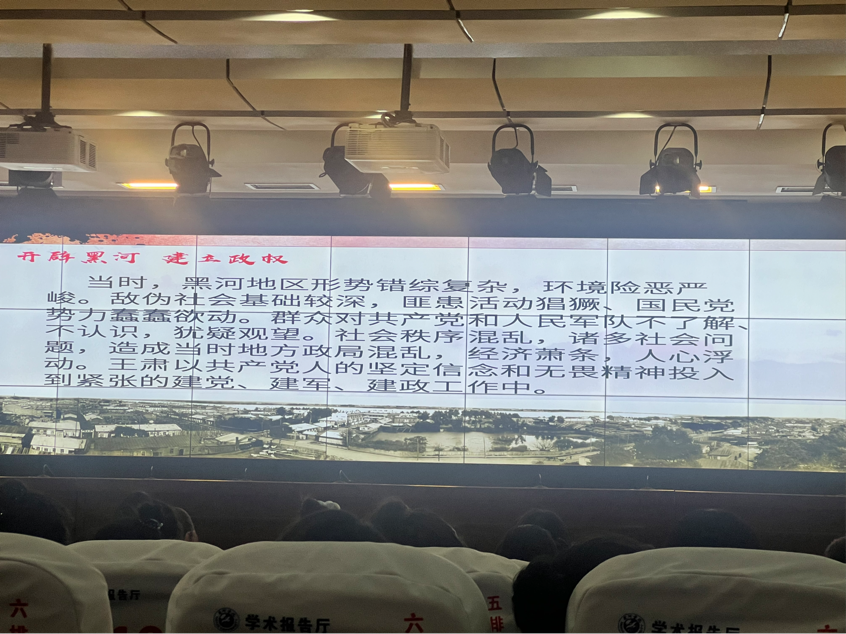 开辟黑河 建立政权
当时，黑河地区形势错综复杂，环境险恶严
峻。敌伪社会基础较深，匪患活动猖獗、国民党
势力蠢蠢欲动。群众对共产党和人民军队不了解、
不认识，犹疑观望。社会秩序混乱，诸多社会问
题，造成当时地方政局混乱，经济萧条，人心浮
动。王肃以共产党人的坚定信念和无畏精神投入
到紧张的建党、建军、建政工作中。
报告厅
五排
六排
学术报告厅
六
学术报告厅
六